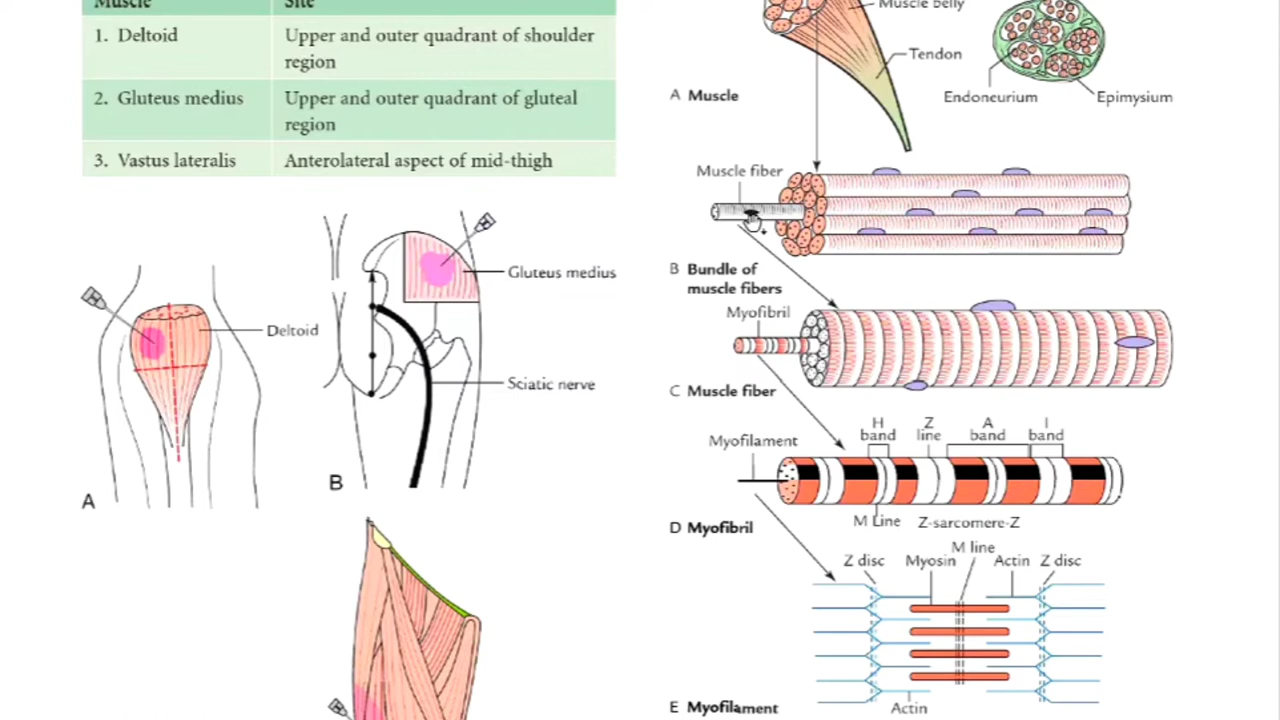 Muscle Site
1. Deltoid Upper and outer quadrant of shoulder
region
2. Gluteus medius Upper and outer quadrant of gluteal
region
3. Vastus lateralis Anterolateral aspect of mid-thigh
Gluteus medius
Deltoid
Sciatic nerve
A
B
Muscle belly
Tendon
Endoneurium Epimysium
A Muscle
Muscle fiber
B Bundle of
muscle fibers
Myofibril
C Muscle fiber
H
band
Z
line
A
band
I
band
Myofilament
M Line Z-sarcomere-Z
D Myofibril
M line
Z disc Myosin Actin Z disc
E Myofilament
Actin